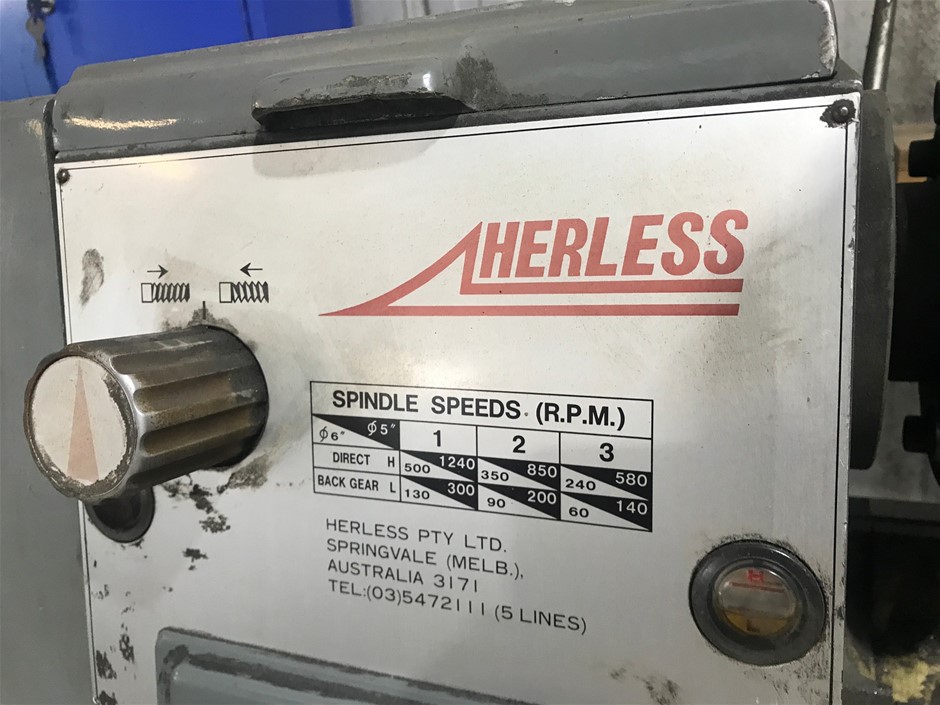 HERLESS
SPINDLE SPEEDS (R.P.M.)
ϕ6" ϕ5" 1 2 3
DIRECT H 500 1240 350 850 240 580
BACK GEAR L 130 300 90 200 60 140
HERLESS PTY LTD.
SPRINGVALE (MELB.),
AUSTRALIA 3171
TEL:(03)5472111 (5 LINES)